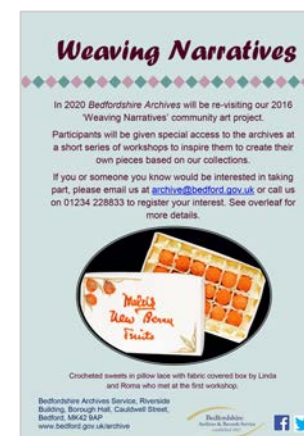 Weaving Narratives
In 2020 Bedfordshire Archives will be re-visiting our 2016
'Weaving Narratives' community art project.
Participants will be given special access to the archives at
a short series of workshops to inspire them to create their
own pieces based on our collections.
If you or someone you know would be interested in taking
part, please email us at archive@bedford.gov.uk or call us
on 01234 228833 to register your interest. See overleaf for
more details.
Meltis
New Berry
Fruits
Crocheted sweets in pillow lace with fabric covered box by Linda
and Roma who met at the first workshop.
Bedfordshire Archives Service, Riverside
Building, Borough Hall, Cauldwell Street,
Bedford, MK42 9AP
www.bedford.gov.uk/archive
Bedfordshire
Archives & Records Service